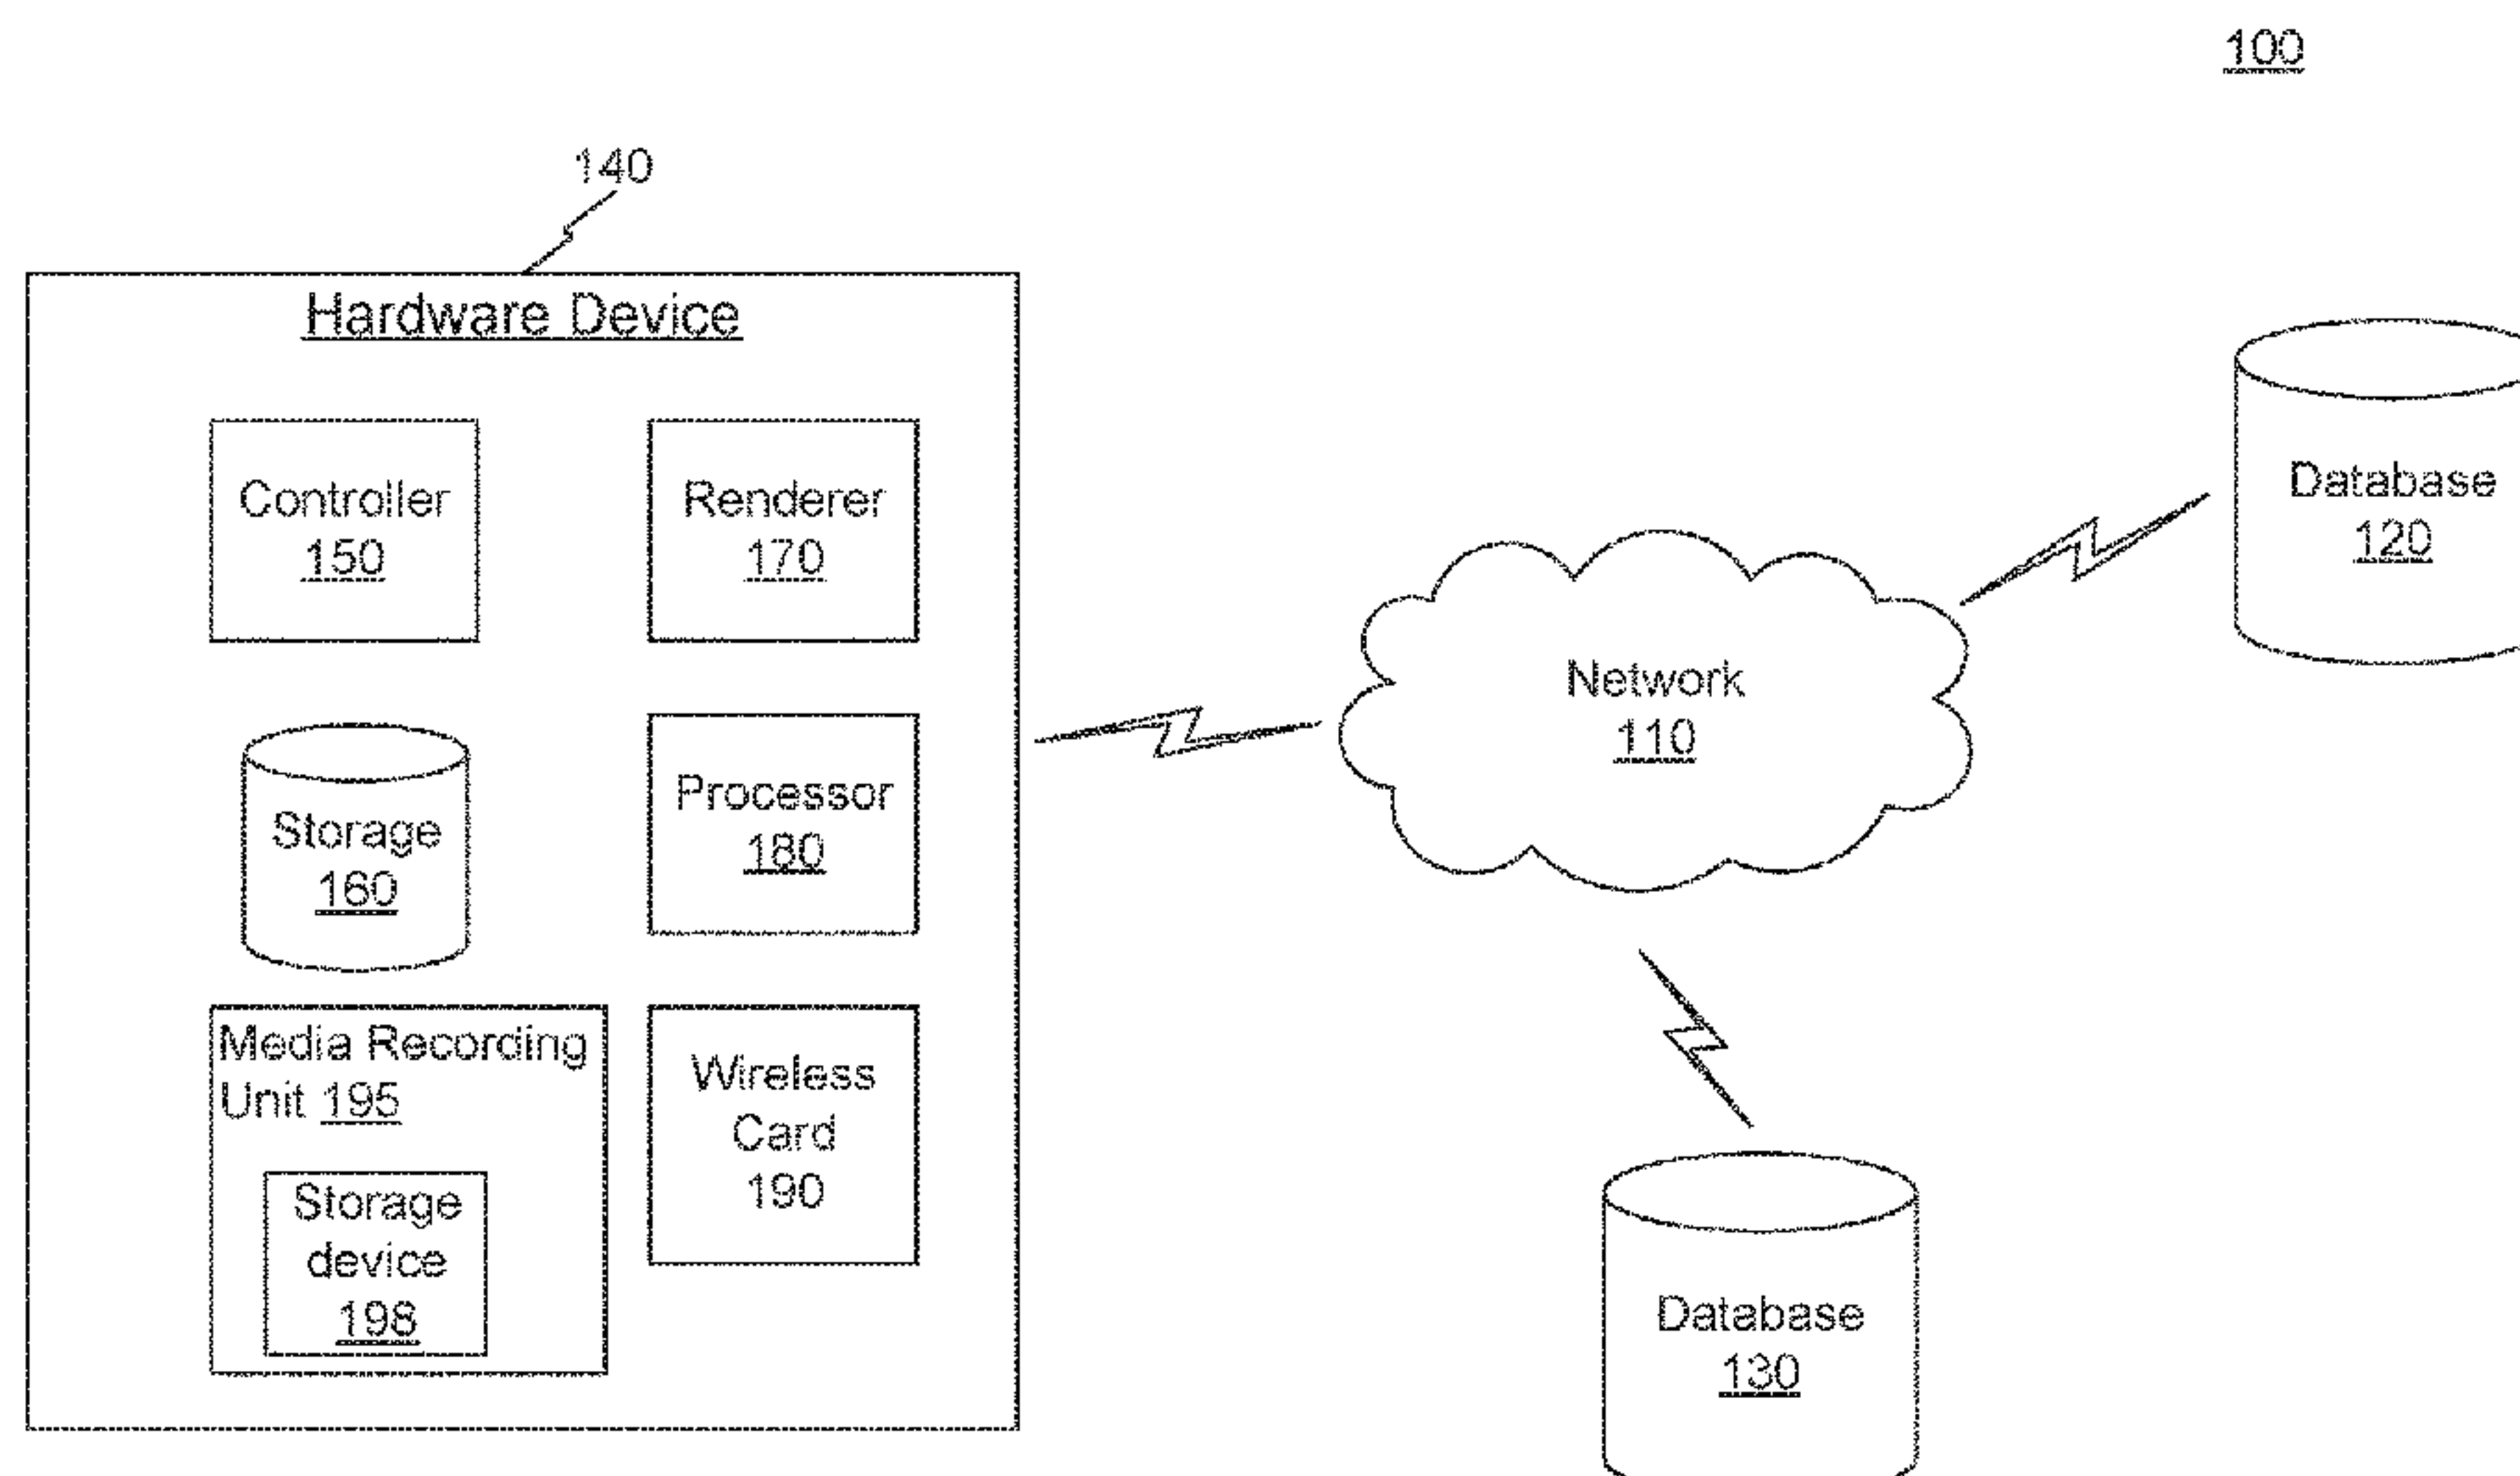 100
140
Hardware Device
Controller
150
Renderer
170
Storage
160
Processor
180
Media Recording
Unit 195
Storage
device
198
Wireless
Card
190
Network
110
Database
120
Database
130